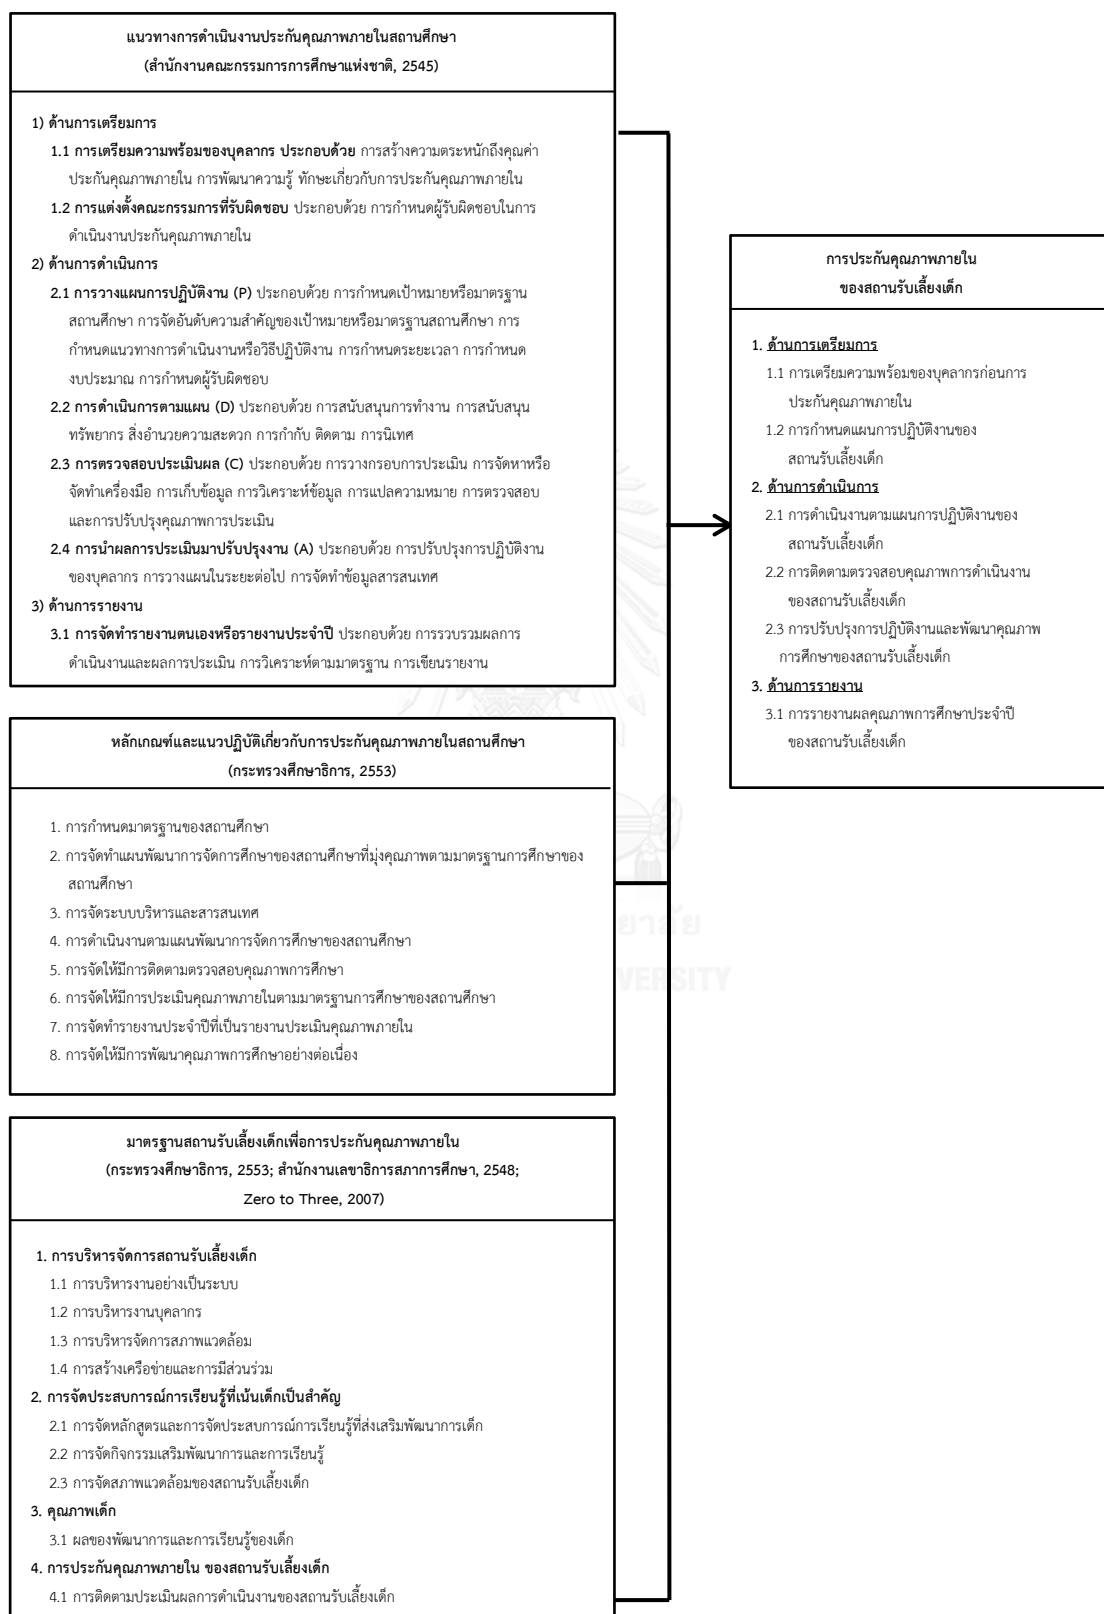 แนวทางการดำเนินงานประกันคุณภาพภายในสถานศึกษา
(สำนักงานคณะกรรมการการศึกษาแห่งชาติ, 2545)
1) ด้านการเตรียมการ
1.1 การเตรียมความพร้อมของบุคลากร ประกอบด้วย การสร้างความตระหนักถึงคุณค่า
ประกันคุณภาพภายใน การพัฒนาความรู้ ทักษะเกี่ยวกับการประกันคุณภาพภายใน
1.2 การแต่งตั้งคณะกรรมการที่รับผิดชอบ ประกอบด้วย การกำหนดผู้รับผิดชอบในการ
ดำเนินงานประกันคุณภาพภายใน
2) ด้านการดำเนินการ
2.1 การวางแผนการปฏิบัติงาน (P) ประกอบด้วย การกำหนดเป้าหมายหรือมาตรฐาน
สถานศึกษา การจัดอันดับความสำคัญของเป้าหมายหรือมาตรฐานสถานศึกษา การ
กำหนดแนวทางการดำเนินงานหรือวิธีปฏิบัติงาน การกำหนดระยะเวลา การกำหนด
งบประมาณ การกำหนดผู้รับผิดชอบ
2.2 การดำเนินการตามแผน (D) ประกอบด้วย การสนับสนุนการทำงาน การสนับสนุน
ทรัพยากร สิ่งอำนวยความสะดวก การกำกับ ติดตาม การนิเทศ
2.3 การตรวจสอบประเมินผล (C) ประกอบด้วย การวางกรอบการประเมิน การจัดหาหรือ
จัดทำเครื่องมือ การเก็บข้อมูล การวิเคราะห์ข้อมูล การแปลความหมาย การตรวจสอบ
และการปรับปรุงคุณภาพการประเมิน
2.4 การนำผลการประเมินมาปรับปรุงงาน (A) ประกอบด้วย การปรับปรุงการปฏิบัติงาน
ของบุคลากร การวางแผนในระยะต่อไป การจัดทำข้อมูลสารสนเทศ
3) ด้านการรายงาน
3.1 การจัดทำรายงานตนเองหรือรายงานประจำปี ประกอบด้วย การรวบรวมผลการ
ดำเนินงานและผลการประเมิน การวิเคราะห์ตามมาตรฐาน การเขียนรายงาน
หลักเกณฑ์และแนวปฏิบัติเกี่ยวกับการประกันคุณภาพภายในสถานศึกษา
(กระทรวงศึกษาธิการ, 2553)
1. การกำหนดมาตรฐานของสถานศึกษา
2. การจัดทำแผนพัฒนาการจัดการศึกษาของสถานศึกษาที่มุ่งคุณภาพตามมาตรฐานการศึกษาของ
สถานศึกษา
3. การจัดระบบบริหารและสารสนเทศ
4. การดำเนินงานตามแผนพัฒนาการจัดการศึกษาของสถานศึกษา
5. การจัดให้มีการติดตามตรวจสอบคุณภาพการศึกษา
6. การจัดให้มีการประเมินคุณภาพภายในตามมาตรฐานการศึกษาของสถานศึกษา
7. การจัดทำรายงานประจำปีที่เป็นรายงานประเมินคุณภาพภายใน
8. การจัดให้มีการพัฒนาคุณภาพการศึกษาอย่างต่อเนื่อง
มาตรฐานสถานรับเลี้ยงเด็กเพื่อการประกันคุณภาพภายใน
(กระทรวงศึกษาธิการ, 2553; สำนักงานเลขาธิการสภาการศึกษา, 2548;
Zero to Three, 2007)
1. การบริหารจัดการสถานรับเลี้ยงเด็ก
1.1 การบริหารงานอย่างเป็นระบบ
1.2 การบริหารงานบุคลากร
1.3 การบริหารจัดการสภาพแวดล้อม
1.4 การสร้างเครือข่ายและการมีส่วนร่วม
2. การจัดประสบการณ์การเรียนรู้ที่เน้นเด็กเป็นสำคัญ
2.1 การจัดหลักสูตรและการจัดประสบการณ์การเรียนรู้ที่ส่งเสริมพัฒนาการเด็ก
2.2 การจัดกิจกรรมเสริมพัฒนาการและการเรียนรู้
2.3 การจัดสภาพแวดล้อมของสถานรับเลี้ยงเด็ก
3. คุณภาพเด็ก
3.1 ผลของพัฒนาการและการเรียนรู้ของเด็ก
4. การประกันคุณภาพภายใน ของสถานรับเลี้ยงเด็ก
4.1 การติดตามประเมินผลการดำเนินงานของสถานรับเลี้ยงเด็ก
การประกันคุณภาพภายใน
ของสถานรับเลี้ยงเด็ก
1. ด้านการเตรียมการ
1.1 การเตรียมความพร้อมของบุคลากรก่อนการ
ประกันคุณภาพภายใน
1.2 การกำหนดแผนการปฏิบัติงานของ
สถานรับเลี้ยงเด็ก
2. ด้านการดำเนินการ
2.1 การดำเนินงานตามแผนการปฏิบัติงานของ
สถานรับเลี้ยงเด็ก
2.2 การติดตามตรวจสอบคุณภาพการดำเนินงาน
ของสถานรับเลี้ยงเด็ก
2.3 การปรับปรุงการปฏิบัติงานและพัฒนาคุณภาพ
การศึกษาของสถานรับเลี้ยงเด็ก
3. ด้านการรายงาน
3.1 การรายงานผลคุณภาพการศึกษาประจำปี
ของสถานรับเลี้ยงเด็ก